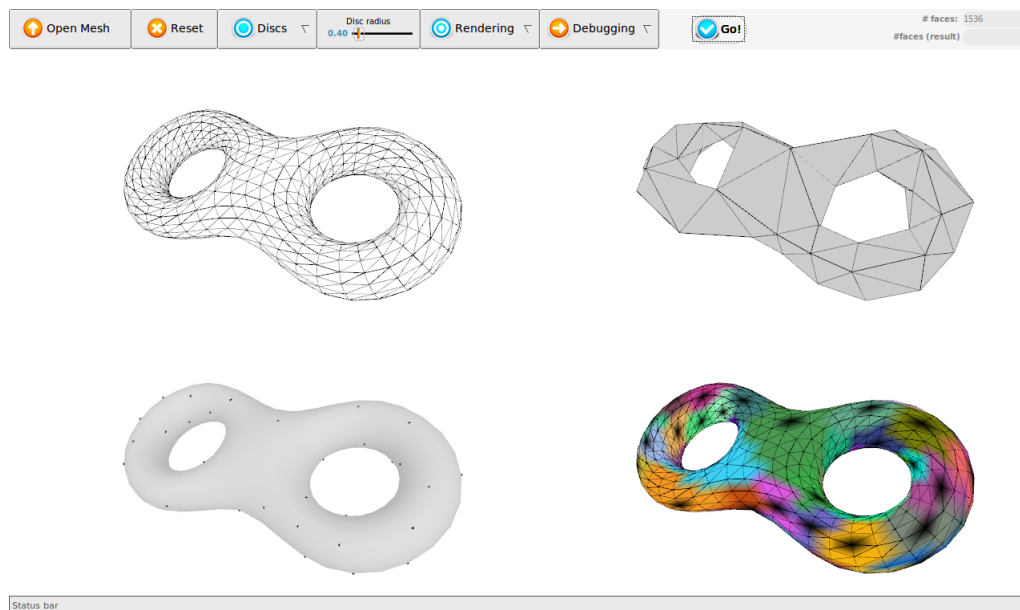 Open Mesh
Reset
Discs
Disc radius
0.40
Rendering
Debugging
Go!
# faces: 1536
#faces (result)
Status bar